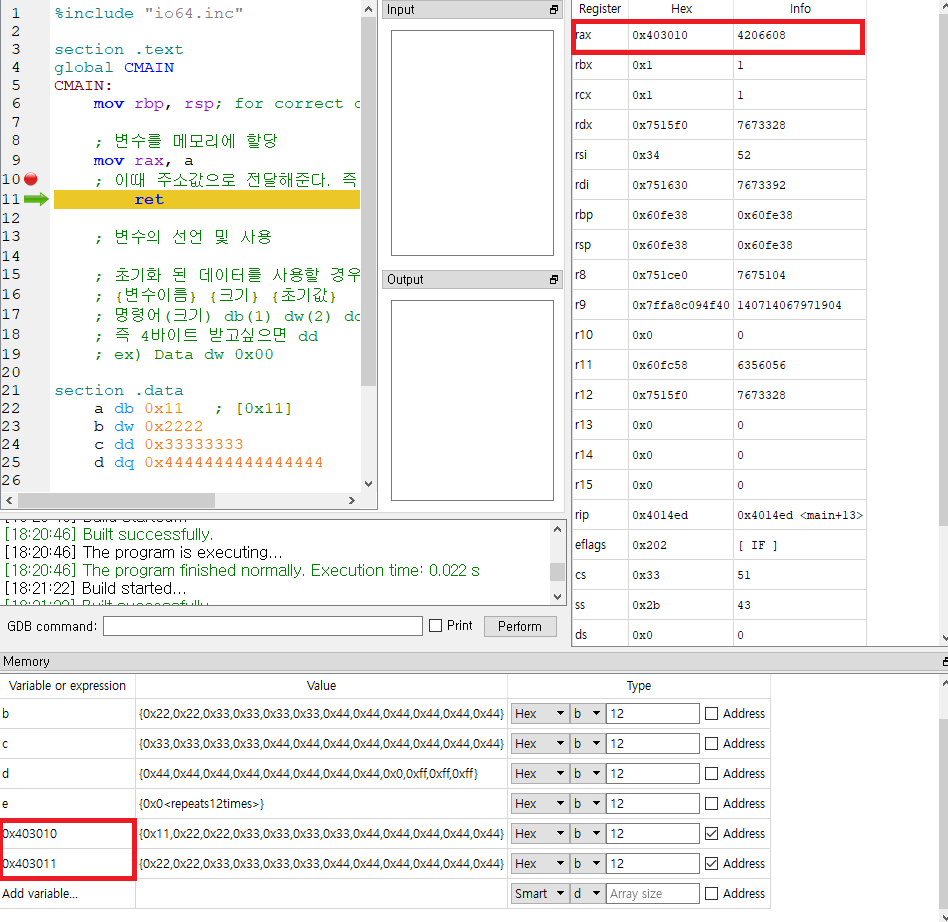 1 %include "io64.inc"
2
3 section .text
4 global CMAIN
5 CMAIN:
6 mov rbp, rsp; for correct
7
8 ; 변수를 메모리에 할당
9 mov rax, a
10 ; 이때 주소값으로 전달해준다. 즉
11 ret
12
13 ; 변수의 선언 및 사용
14
15 ; 초기화 된 데이터를 사용할 경우
16 ; {변수이름} {크기} {초기값}
17 ; 명령어(크기) db(1) dw(2)
18 ; 즉 4바이트 받고싶으면 dd
19 ; ex) Data dw 0x00
20
21 section .data
22 a db 0x11 ; [0x11]
23 b dw 0x2222
24 c dd 0x33333333
25 d dq 0x4444444444444444
26
Input
Output
Register Hex Info
rax 0x403010 4206608
rbx 0x1 1
rcx 0x1 1
rdx 0x7515f0 7673328
rsi 0x34 52
rdi 0x751630 7673392
rbp 0x60fe38 0x60fe38
rsp 0x60fe38 0x60fe38
r8 0x751ce0 7675104
r9 0x7ffa8c094f40 140714067971904
r10 0x0 0
r11 0x60fc58 6356056
r12 0x7515f0 7673328
r13 0x0 0
r14 0x0 0
r15 0x0 0
rip 0x4014ed 0x4014ed <main+13>
eflags 0x202 [ IF ]
cs 0x33 51
ss 0x2b 43
ds 0x0 0
[18:20:46] Build started...
[18:20:46] Built successfully.
[18:20:46] The program is executing...
[18:20:46] The program finished normally. Execution time: 0.022 s
[18:21:22] Build started...
[18:21:22] Built successfully.
GDB command: Print Perform
Memory
Variable or expression Value Type
b {0x22,0x22,0x33,0x33,0x33,0x33,0x44,0x44,0x44,0x44,0x44,0x44} Hex b 12 Address
c {0x33,0x33,0x33,0x33,0x44,0x44,0x44,0x44,0x44,0x44,0x44,0x44} Hex b 12 Address
d {0x44,0x44,0x44,0x44,0x44,0x44,0x44,0x44,0x0,0xff,0xff,0xff} Hex b 12 Address
e {0x0<repeats12times>} Hex b 12 Address
0x403010 {0x11,0x22,0x22,0x33,0x33,0x33,0x33,0x44,0x44,0x44,0x44,0x44} Hex b 12 Address
0x403011 {0x22,0x22,0x33,0x33,0x33,0x33,0x44,0x44,0x44,0x44,0x44,0x44} Hex b 12 Address
Add variable... Smart d Array size Address